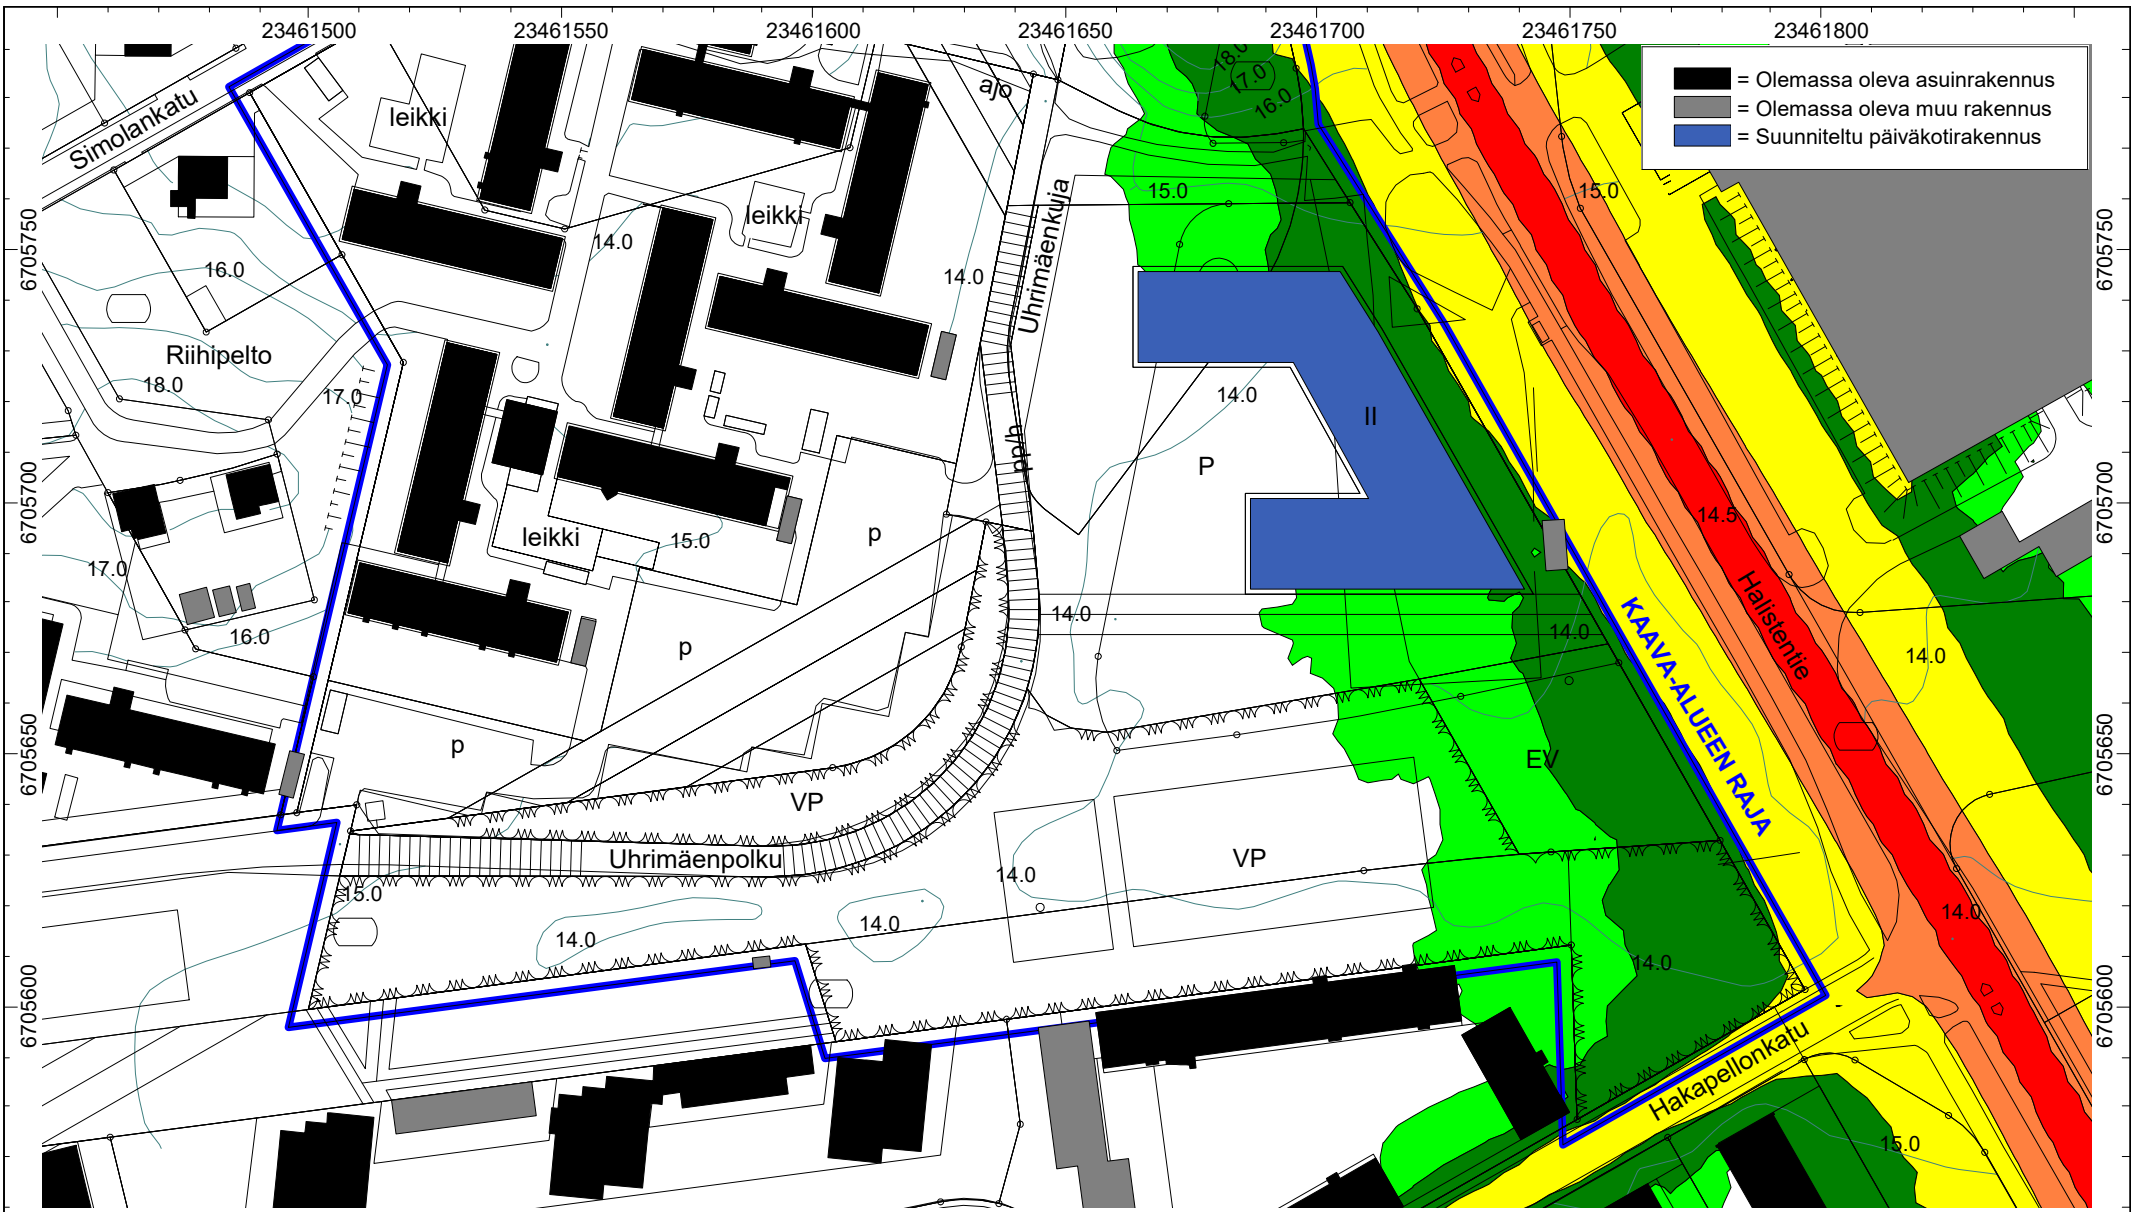 23461500 23461550 23461600 23461650 23461700 23461750 23461800
= Olemassa oleva asuinrakennus
= Olemassa oleva muu rakennus
= Suunniteltu päiväkotirakennus
Simolankatu
leikki
ajo
18.0
17.0
16.0
15.0
15.0
leikki
Uhrimäenkuja
6705750
6705750
16.0
14.0
14.0
Riihipelto
18.0
17.0
14.0
II
pp/h
P
6705700
6705700
14.5
leikki
15.0
p
17.0
16.0
p
14.0
14.0
KAAVA-ALUEEN RAJA
Halistentie
14.0
6705650
6705650
p
EV
VP
Uhrimäenpolku
VP
15.0
14.0
14.0
14.0
14.0
14.0
6705600
6705600
Hakapellonkatu
15.0